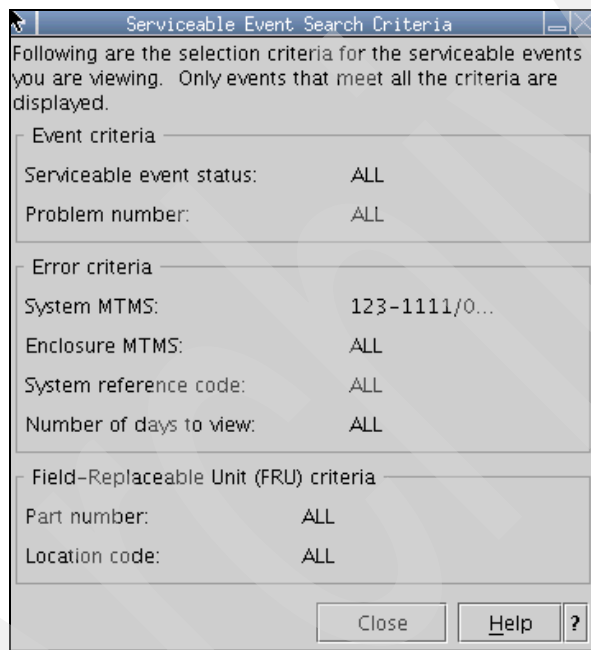 Serviceable Event Search Criteria
Following are the selection criteria for the serviceable events
you are viewing. Only events that meet all the criteria are
displayed.
Event criteria
Serviceable event status: ALL
Problem number: ALL
Error criteria
System MTMS: 123-1111/0...
Enclosure MTMS: ALL
System reference code: ALL
Number of days to view: ALL
Field-Replaceable Unit (FRU) criteria
Part number: ALL
Location code: ALL
Close Help ?